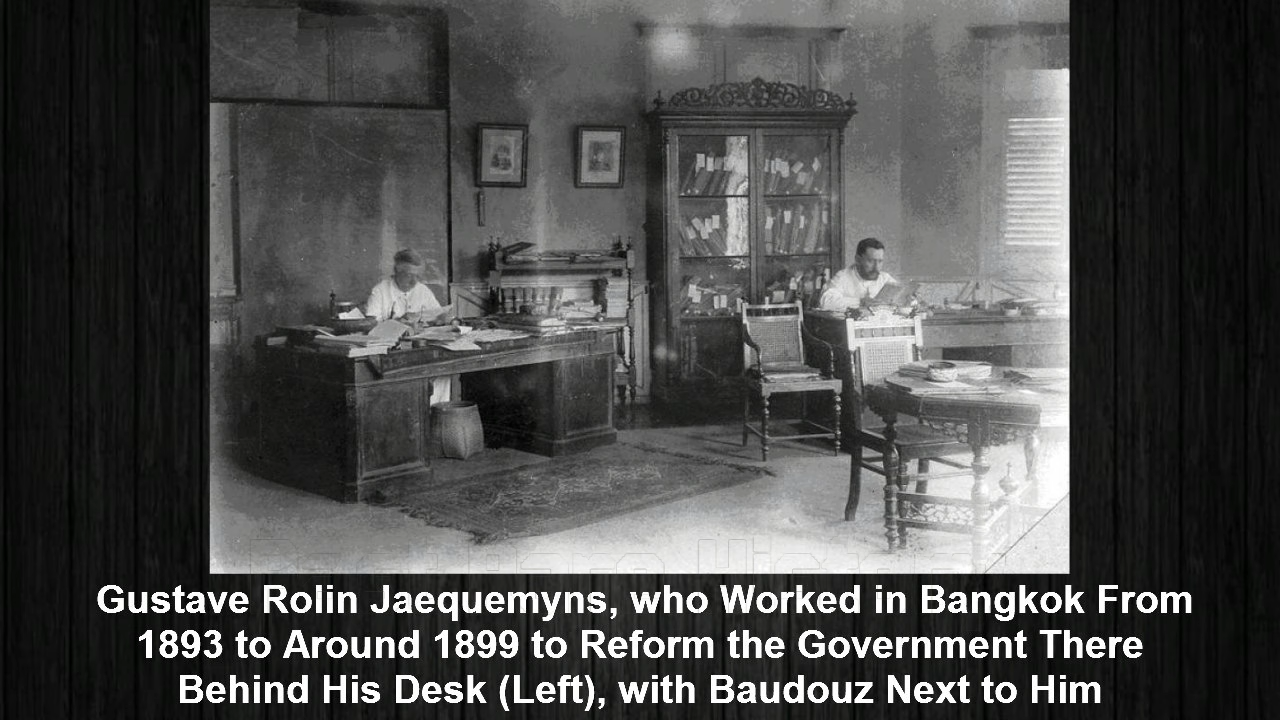 Gustave Rolin Jaequemyns, who Worked in Bangkok From
1893 to Around 1899 to Reform the Government There
Behind His Desk (Left), with Baudouz Next to Him